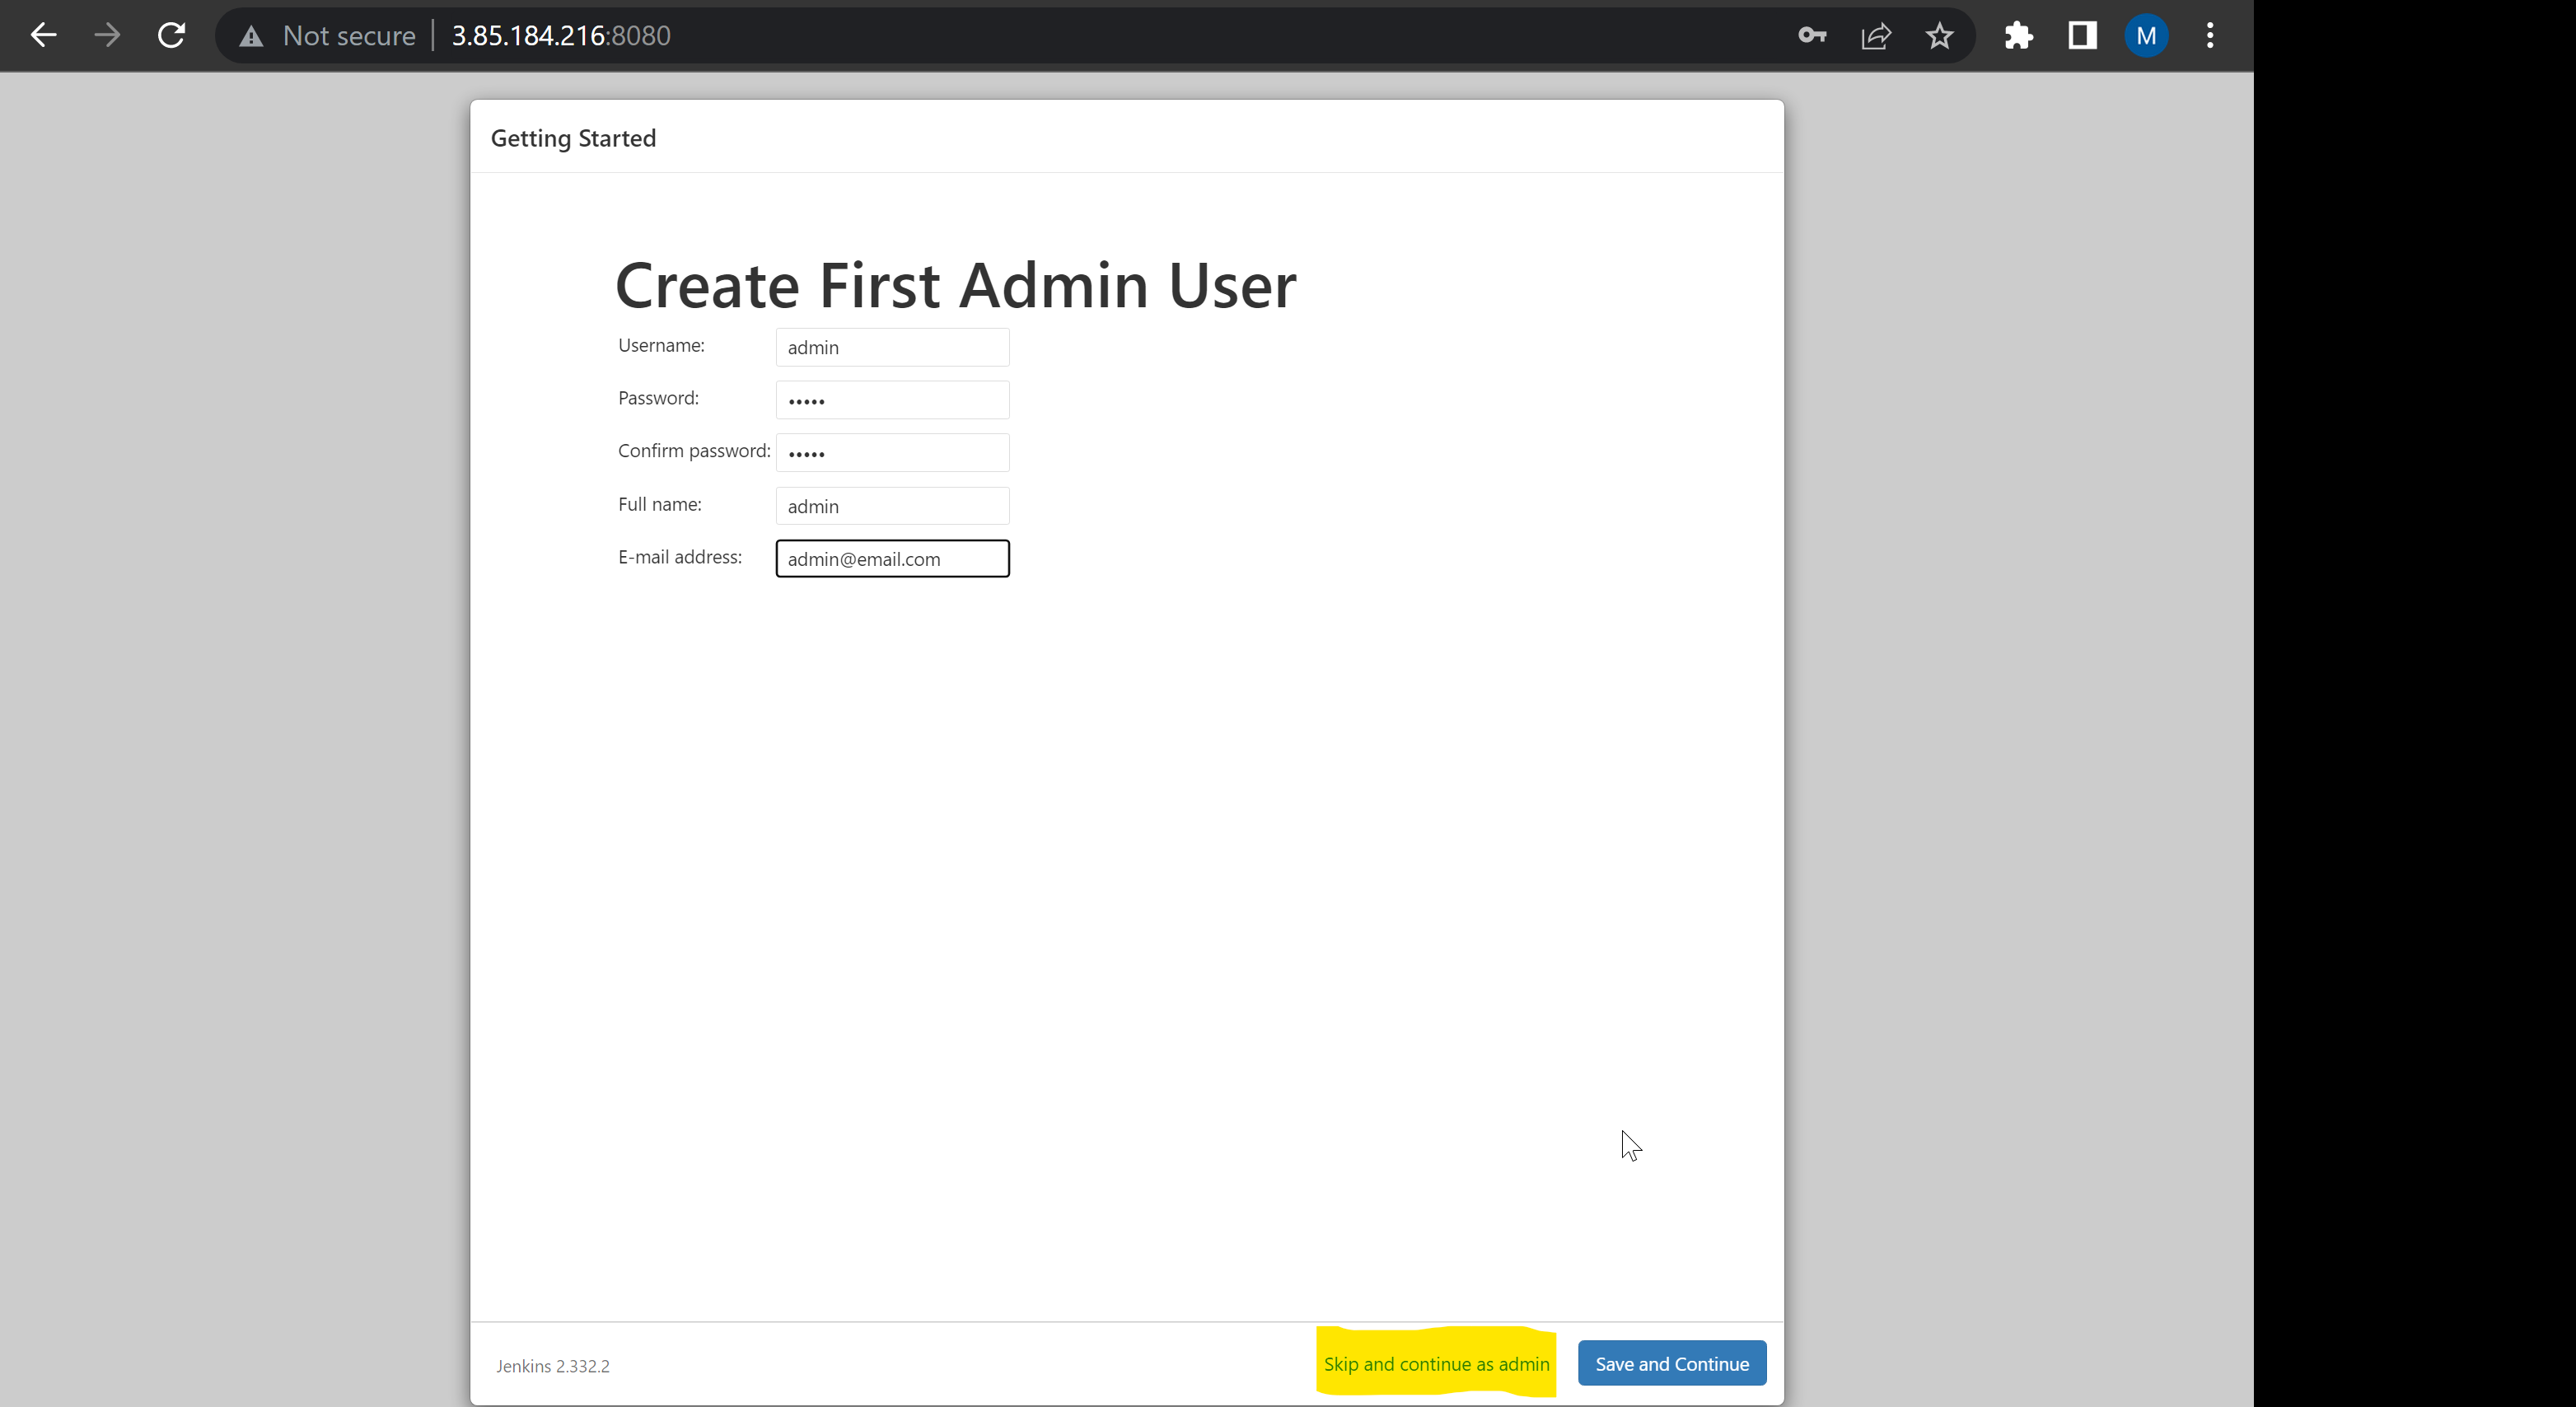 Not secure 3.85.184.216:8080
M
Getting Started
Create First Admin User
Username: admin
Password: •••••
Confirm password: •••••
Full name: admin
E-mail address: admin@email.com
Jenkins 2.332.2 Skip and continue as admin Save and Continue